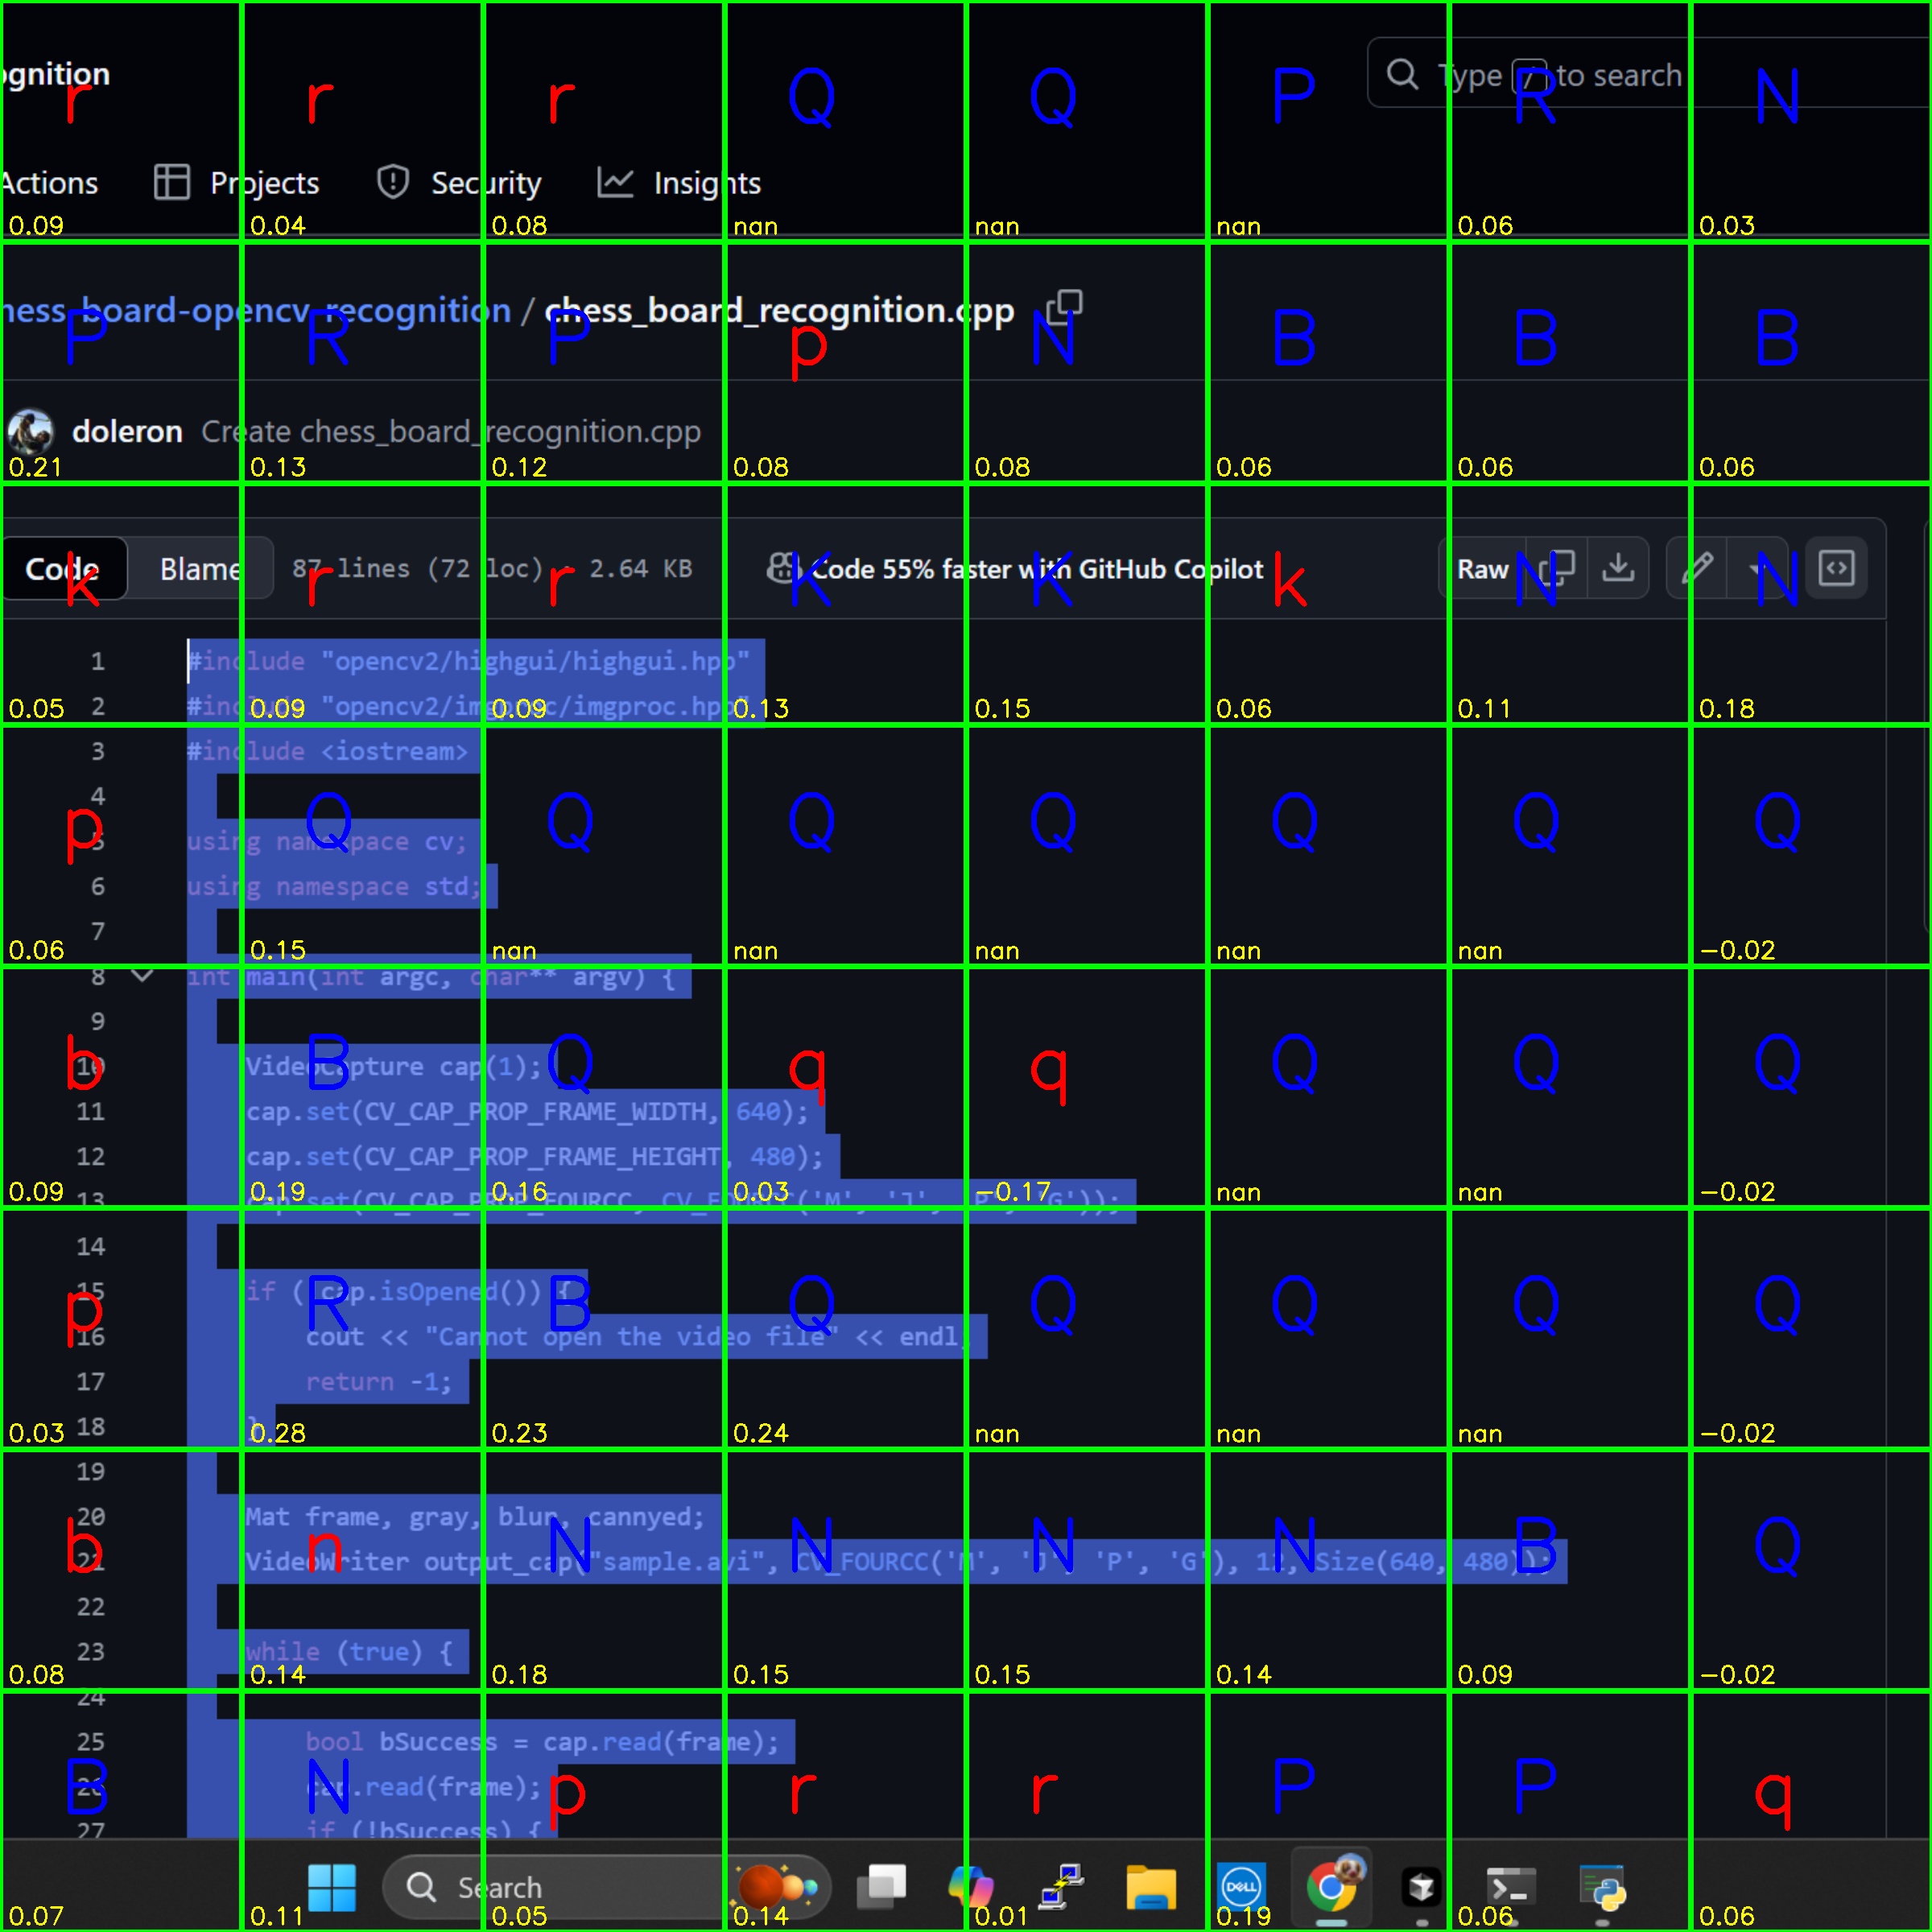 ognition
Type / to search
r r r Q Q P R N
Actions Projects Security Insights
0.09 0.04 0.08 nan nan nan 0.06 0.03
hess_board-opencv-recognition / chess_board_recognition.cpp
P R P p N B B B
doleron Create chess_board_recognition.cpp
0.21 0.13 0.12 0.08 0.08 0.06 0.06 0.06
Code Blame 87 lines (72 loc) · 2.64 KB Code 55% faster with GitHub Copilot Raw
k r r K K k N N
1 #include "opencv2/highgui/highgui.hpp"
2 #include "opencv2/imgproc/imgproc.hpp"
0.05 0.09 0.09 0.13 0.15 0.06 0.11 0.18
3 #include <iostream>
4
p Q Q Q Q Q Q Q
5 using namespace cv;
6 using namespace std;
7
0.06 0.15 nan nan nan nan nan -0.02
8 int main(int argc, char** argv) {
9
b B Q q q Q Q Q
10 VideoCapture cap(1);
11 cap.set(CV_CAP_PROP_FRAME_WIDTH, 640);
12 cap.set(CV_CAP_PROP_FRAME_HEIGHT, 480);
0.09 0.19 0.16 0.03 -0.17 nan nan -0.02
13 cap.set(CV_CAP_PROP_FOURCC, CV_FOURCC('M', 'J', 'P', 'G'));
14
p R B Q Q Q Q Q
15 if ( cap.isOpened()) {
16 cout << "Cannot open the video file" << endl
17 return -1;
18 }
0.03 0.28 0.23 0.24 nan nan nan -0.02
19
20 Mat frame, gray, blur, cannyed;
b n N N N N B Q
21 VideoWriter output_cap("sample.avi", CV_FOURCC('M', 'J', 'P', 'G'), 12, Size(640, 480));
22
23 while (true) {
0.08 0.14 0.18 0.15 0.15 0.14 0.09 -0.02
24
25 bool bSuccess = cap.read(frame);
B N p r r P P q
26 cap.read(frame);
27 if (!bSuccess) {
Search
DELL
0.07 0.11 0.05 0.14 0.01 0.19 0.06 0.06